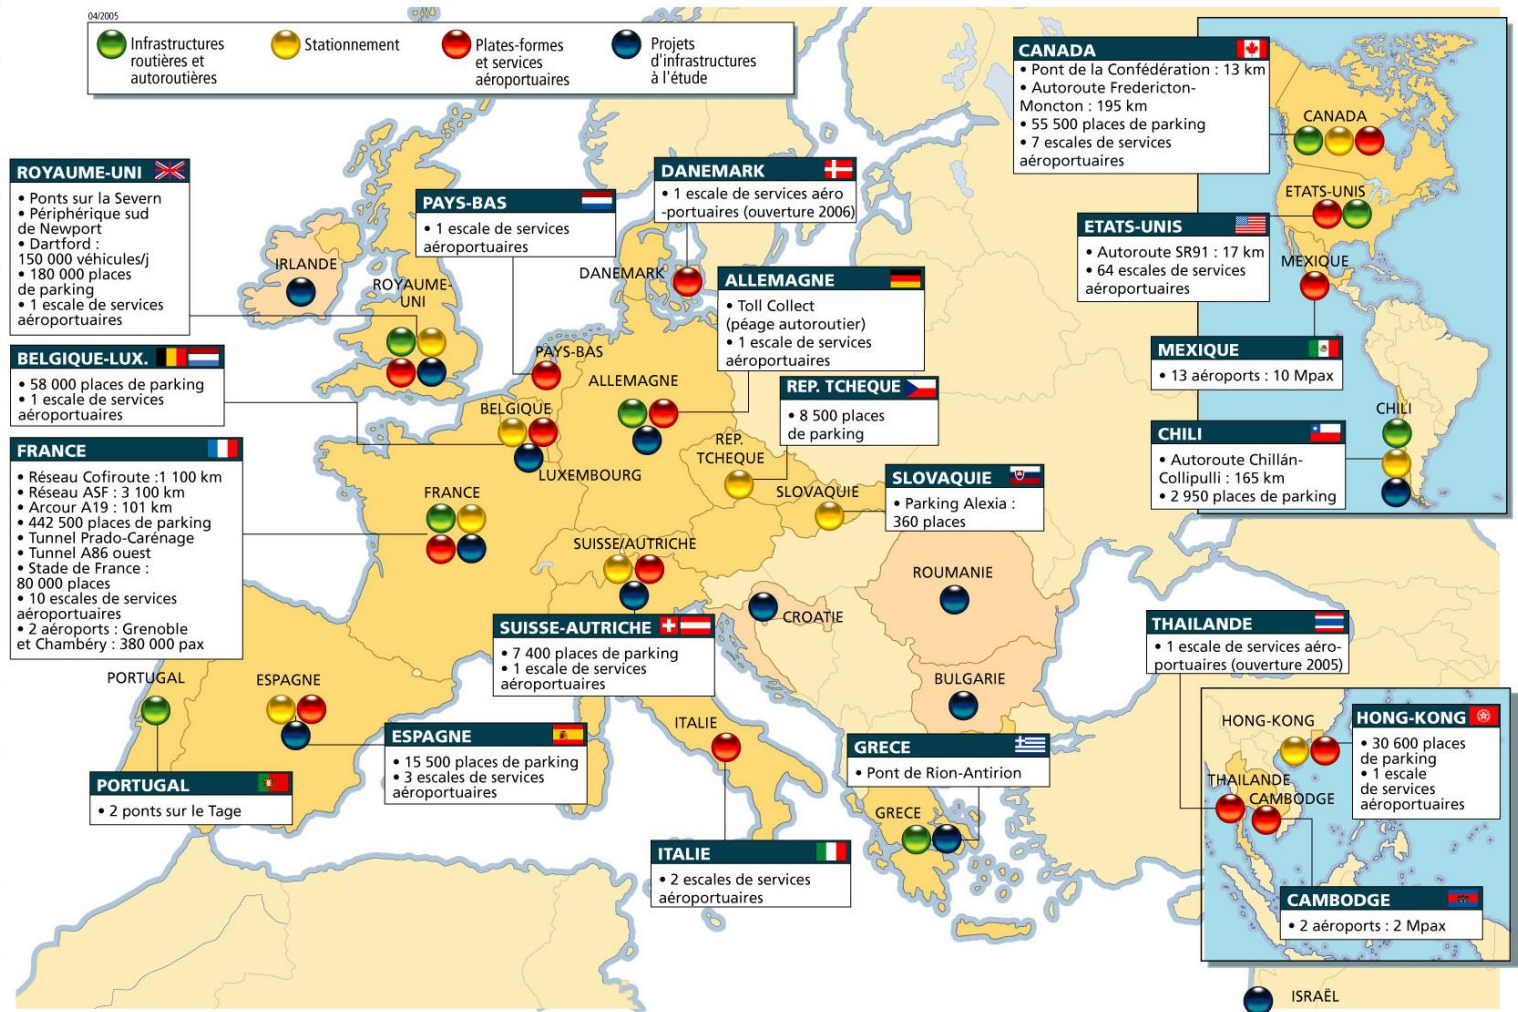 04/2005
Infrastructures
routières et
autoroutières
Stationnement
Plates-formes
et services
aéroportuaires
Projets
d'infrastructures
à l'étude
CANADA
• Pont de la Confédération : 13 km
• Autoroute Fredericton-
Moncton : 195 km
• 55 500 places de parking
• 7 escales de services
aéroportuaires
CANADA
ETATS-UNIS
ETATS-UNIS
• Autoroute SR91 : 17 km
• 64 escales de services
aéroportuaires
MEXIQUE
MEXIQUE
• 13 aéroports : 10 Mpax
CHILI
CHILI
• Autoroute Chillán-
Collipulli : 165 km
• 2 950 places de parking
ROYAUME-UNI
• Ponts sur la Severn
• Périphérique sud
de Newport
• Dartford :
150 000 véhicules/j
• 180 000 places
de parking
• 1 escale de services
aéroportuaires
IRLANDE
ROYAUME-
UNI
PAYS-BAS
• 1 escale de services
aéroportuaires
DANEMARK
• 1 escale de services aéro
-portuaires (ouverture 2006)
DANEMARK
ALLEMAGNE
• Toll Collect
(péage autoroutier)
• 1 escale de services
aéroportuaires
BELGIQUE-LUX.
• 58 000 places de parking
• 1 escale de services
aéroportuaires
PAYS-BAS
ALLEMAGNE
BELGIQUE
LUXEMBOURG
REP. TCHEQUE
• 8 500 places
de parking
REP.
TCHEQUE
SLOVAQUIE
SLOVAQUIE
• Parking Alexia :
360 places
FRANCE
• Réseau Cofiroute :1 100 km
• Réseau ASF : 3 100 km
• Arcour A19 : 101 km
• 442 500 places de parking
• Tunnel Prado-Carénage
• Tunnel A86 ouest
• Stade de France :
80 000 places
• 10 escales de services
aéroportuaires
• 2 aéroports : Grenoble
et Chambéry : 380 000 pax
FRANCE
SUISSE/AUTRICHE
SUISSE-AUTRICHE
• 7 400 places de parking
• 1 escale de services
aéroportuaires
CROATIE
ROUMANIE
BULGARIE
PORTUGAL
ESPAGNE
ESPAGNE
• 15 500 places de parking
• 3 escales de services
aéroportuaires
PORTUGAL
• 2 ponts sur le Tage
ITALIE
ITALIE
• 2 escales de services
aéroportuaires
GRECE
• Pont de Rion-Antirion
GRECE
THAILANDE
• 1 escale de services aéro-
portuaires (ouverture 2005)
HONG-KONG
HONG-KONG
• 30 600 places
de parking
• 1 escale
de services
aéroportuaires
THAILANDE
CAMBODGE
CAMBODGE
• 2 aéroports : 2 Mpax
ISRAËL